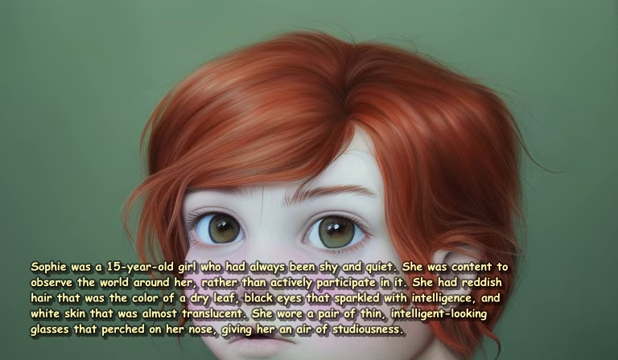 Sophie was a 15-year-old girl who had always been shy and quiet. She was content to
observe the world around her, rather than actively participate in it. She had reddish
hair that was the color of a dry leaf, black eyes that sparkled with intelligence, and
white skin that was almost translucent. She wore a pair of thin, intelligent-looking
glasses that perched on her nose, giving her an air of studiousness.